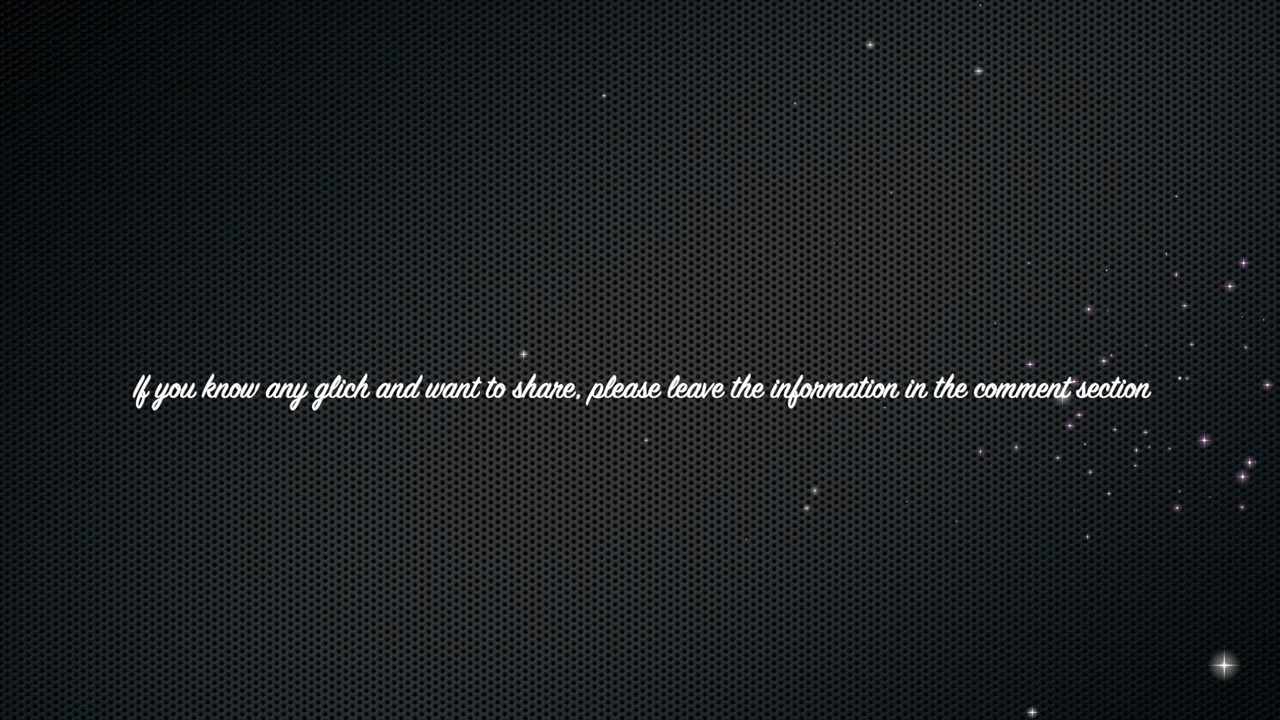 If you know any glich and want to share, please leave the information in the comment section